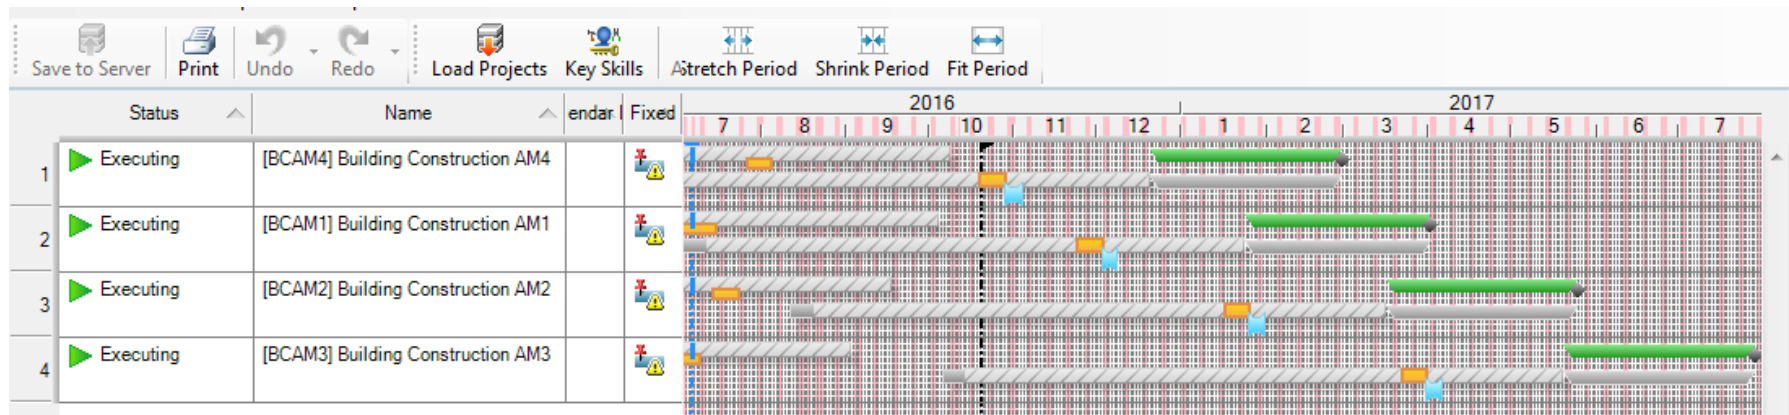 Save to Server Print Undo Redo Load Projects Key Skills Stretch Period Shrink Period Fit Period
Status Name endar Fixed 2016 2017
7 8 9 10 11 12 1 2 3 4 5 6 7
1 Executing [BCAM4] Building Construction AM4
2 Executing [BCAM1] Building Construction AM1
3 Executing [BCAM2] Building Construction AM2
4 Executing [BCAM3] Building Construction AM3